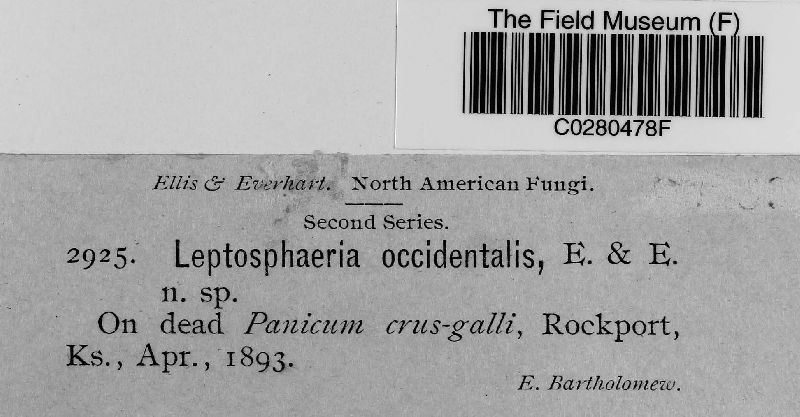 The Field Museum (F)
C0280478F
Ellis & Everhart. North American Fungi.
Second Series.
2925. Leptosphaeria occidentalis, E. & E.
n. sp.
On dead Panicum crus-galli, Rockport,
Ks., Apr., 1893.
E. Bartholomew.